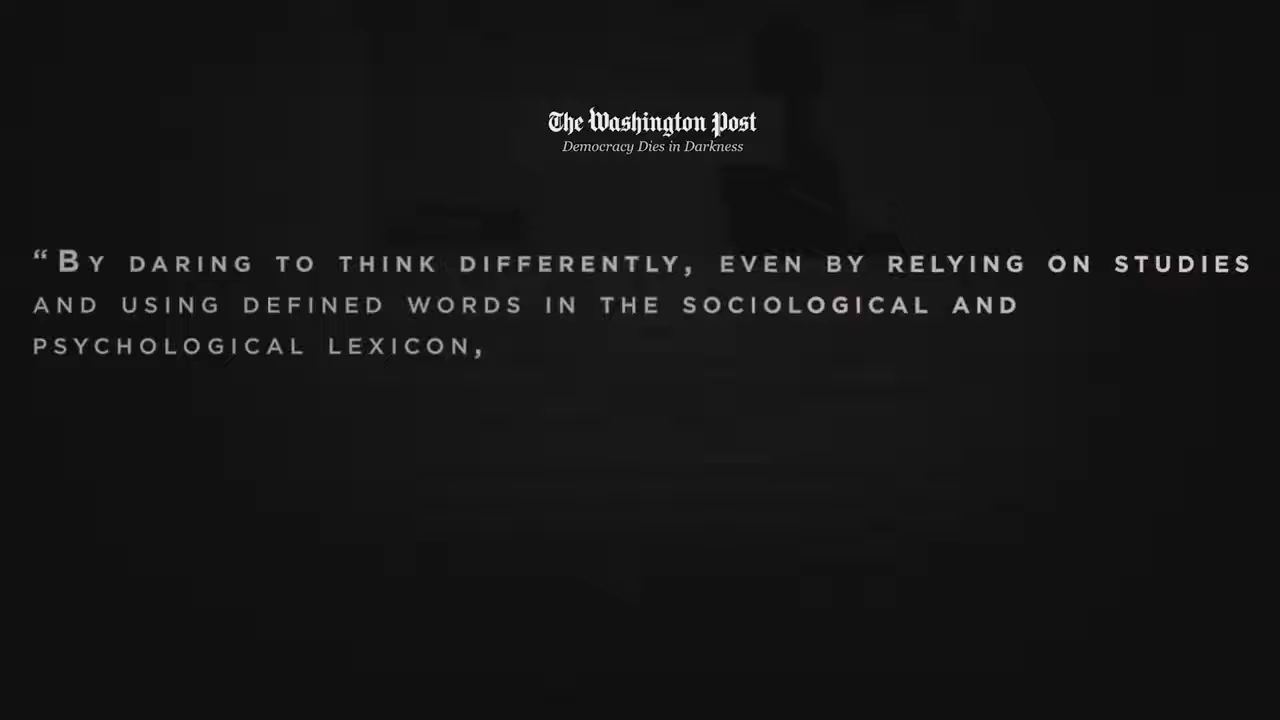 The Washington Post
Democracy Dies in Darkness
“By daring to think differently, even by relying on studies
and using defined words in the sociological and
psychological lexicon,